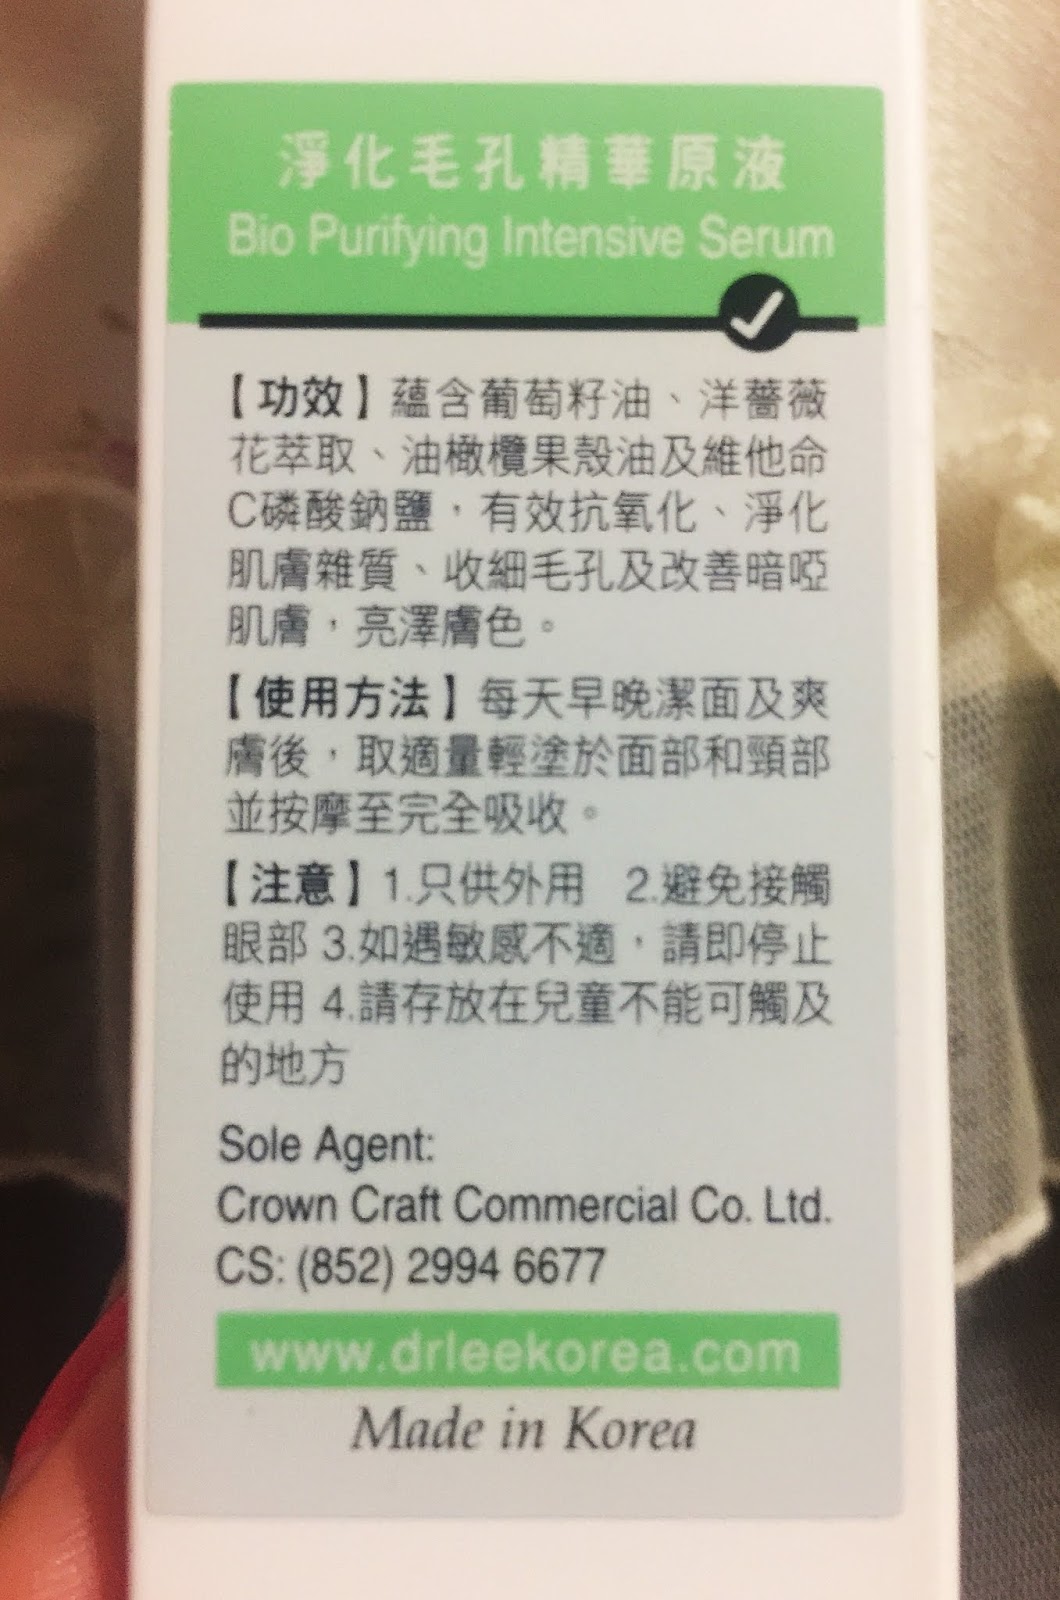 淨化毛孔精華原液
Bio Purifying Intensive Serum
【功效】蘊含葡萄籽油、洋薔薇
花萃取、油橄欖果殼油及維他命
C磷酸鈉鹽，有效抗氧化、淨化
肌膚雜質、收細毛孔及改善暗啞
肌膚，亮澤膚色。
【使用方法】每天早晚潔面及爽
膚後，取適量輕塗於面部和頸部
並按摩至完全吸收。
【注意】1.只供外用 2.避免接觸
眼部 3.如遇敏感不適，請即停止
使用 4.請存放在兒童不能可觸及
的地方
Sole Agent:
Crown Craft Commercial Co. Ltd.
CS: (852) 2994 6677
www.drleekorea.com
Made in Korea